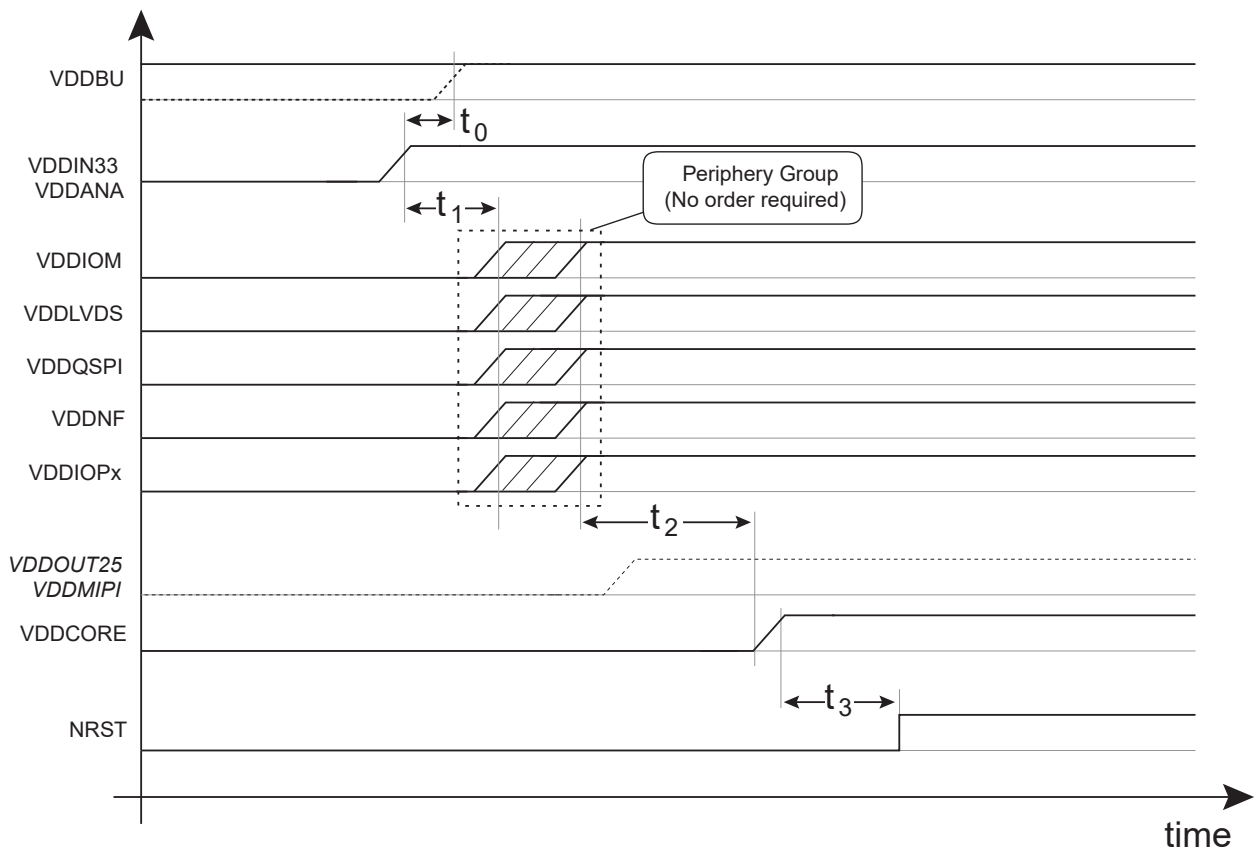 VDDBU
t0
VDDIN33
VDDANA
Periphery Group
(No order required)
t1
VDDIOM
VDDLVDS
VDDQSPI
VDDNF
VDDIOPx
t2
VDDOUT25
VDDMIPI
VDDCORE
t3
NRST
time